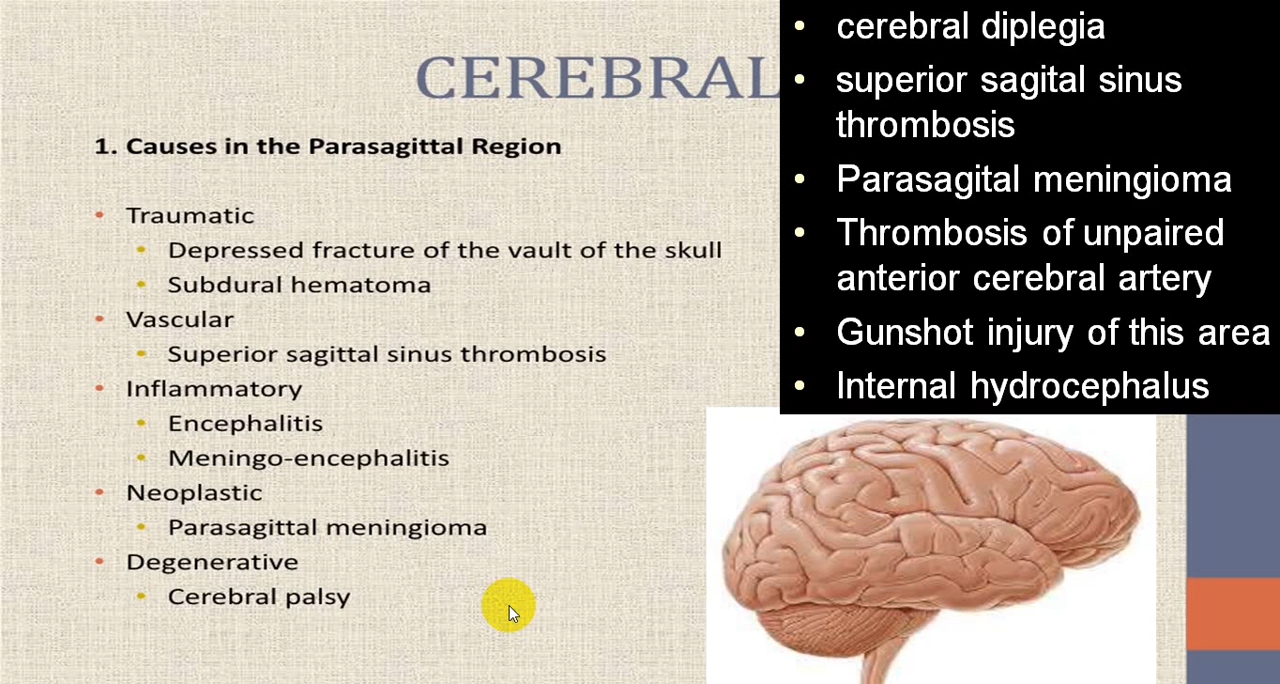 CEREBRAL
1. Causes in the Parasagittal Region
• Traumatic
• Depressed fracture of the vault of the skull
• Subdural hematoma
• Vascular
• Superior sagittal sinus thrombosis
• Inflammatory
• Encephalitis
• Meningo-encephalitis
• Neoplastic
• Parasagittal meningioma
• Degenerative
• Cerebral palsy
• cerebral diplegia
• superior sagital sinus
thrombosis
• Parasagital meningioma
• Thrombosis of unpaired
anterior cerebral artery
• Gunshot injury of this area
• Internal hydrocephalus